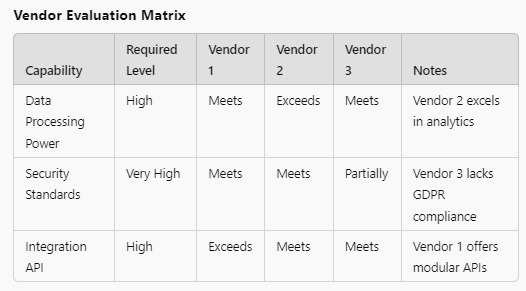 Vendor Evaluation Matrix
Capability
Required
Level
Vendor
1
Vendor
2
Vendor
3
Notes
Data
Processing
Power
High
Meets
Exceeds
Meets
Vendor 2 excels
in analytics
Security
Standards
Very High
Meets
Meets
Partially
Vendor 3 lacks
GDPR
compliance
Integration
API
High
Exceeds
Meets
Meets
Vendor 1 offers
modular APIs